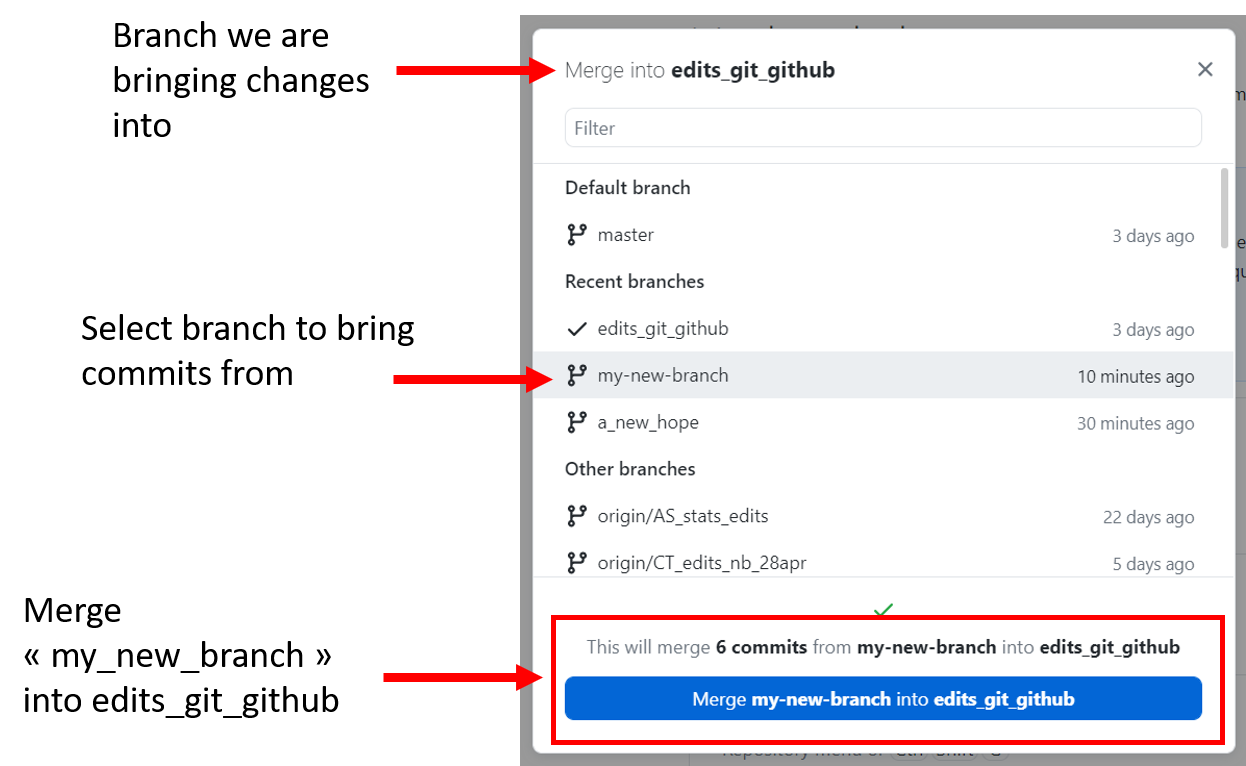 Branch we are
bringing changes
into
Merge into edits_git_github
Filter
Default branch
master 3 days ago
Recent branches
edits_git_github 3 days ago
Select branch to bring
commits from
my-new-branch 10 minutes ago
a_new_hope 30 minutes ago
Other branches
origin/AS_stats_edits 22 days ago
origin/CT_edits_nb_28apr 5 days ago
Merge
« my_new_branch »
into edits_git_github
This will merge 6 commits from my-new-branch into edits_git_github
Merge my-new-branch into edits_git_github